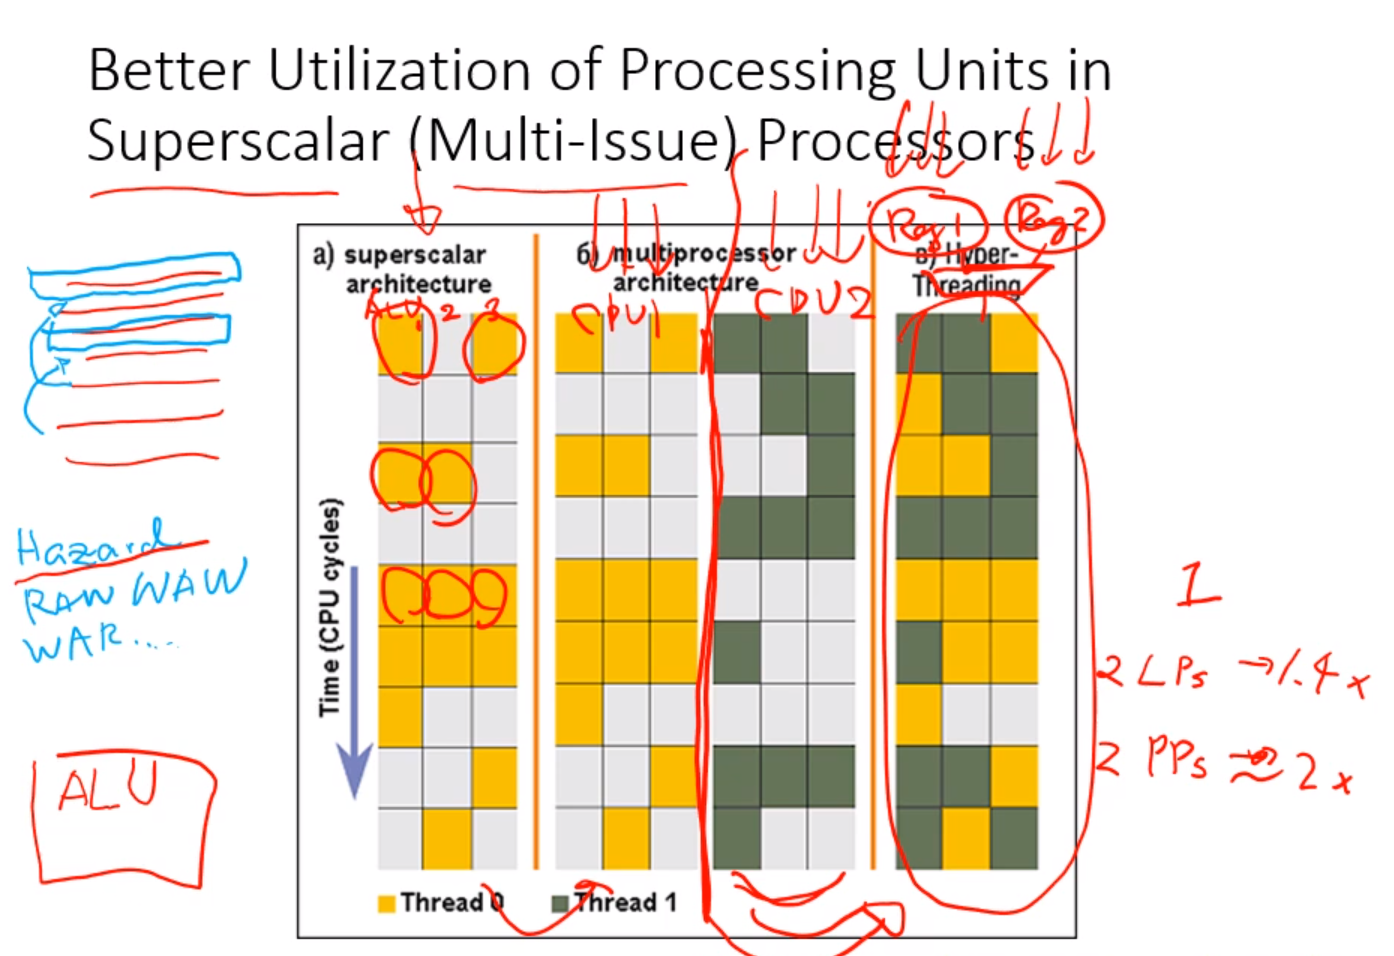 Better Utilization of Processing Units in
Superscalar (Multi-Issue) Processors
Reg1 Reg2
а) superscalar
architecture
б) multiprocessor
architecture
в) Hyper-
Threading
ALU1 2 3
CPU1
CPU2
Time (CPU cycles)
Thread 0
Thread 1
Hazard
RAW WAW
WAR....
ALU
1
2 LPs → 1.4x
2 PPs ≈ 2x